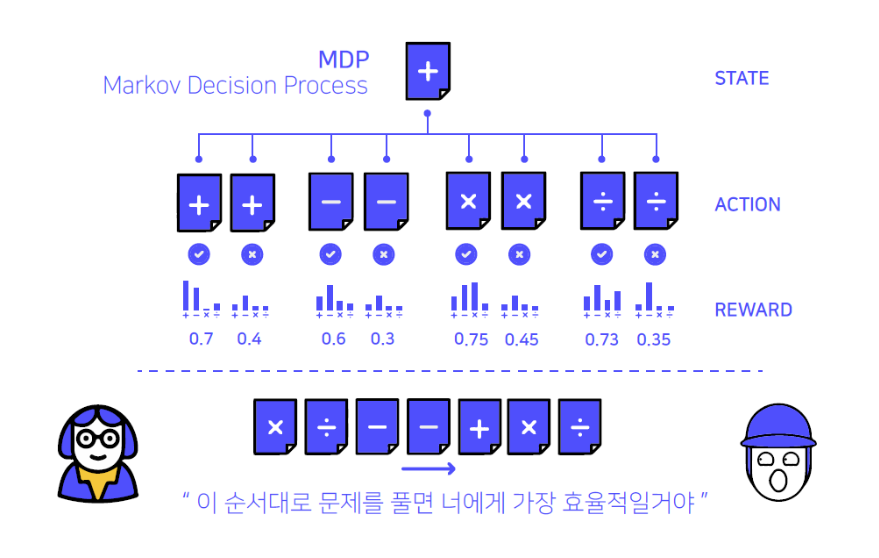 MDP
Markov Decision Process
+
STATE
+ + − − × × ÷ ÷
ACTION
+ − × ÷ + − × ÷ + − × ÷ + − × ÷ + − × ÷ + − × ÷ + − × ÷ + − × ÷
REWARD
0.7 0.4 0.6 0.3 0.75 0.45 0.73 0.35
× ÷ − − + × ÷
“ 이 순서대로 문제를 풀면 너에게 가장 효율적일거야 ”